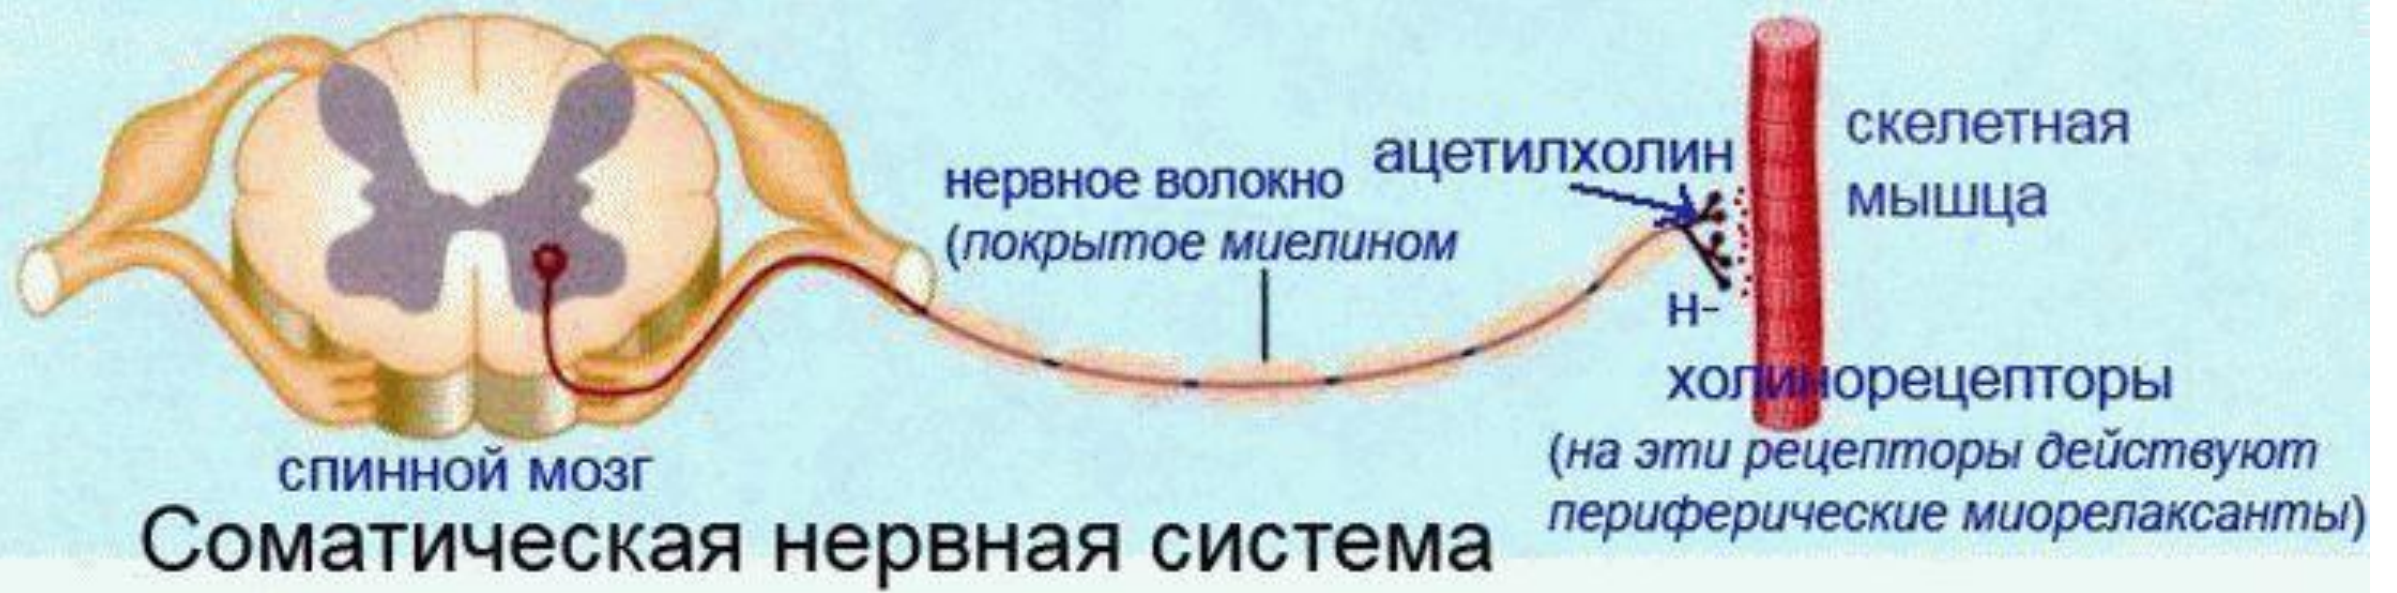 нервное волокно
(покрытое миелином
ацетилхолин
скелетная
мышца
н-
холинорецепторы
(на эти рецепторы действуют
периферические миорелаксанты)
спинной мозг
Соматическая нервная система